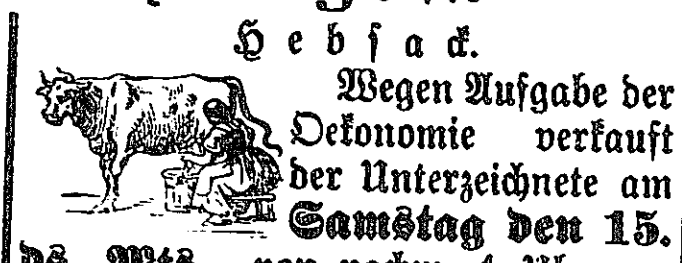 Hebsack.
Wegen Aufgabe der
Oekonomie verkauft
der Unterzeichnete am
Samstag den 15.